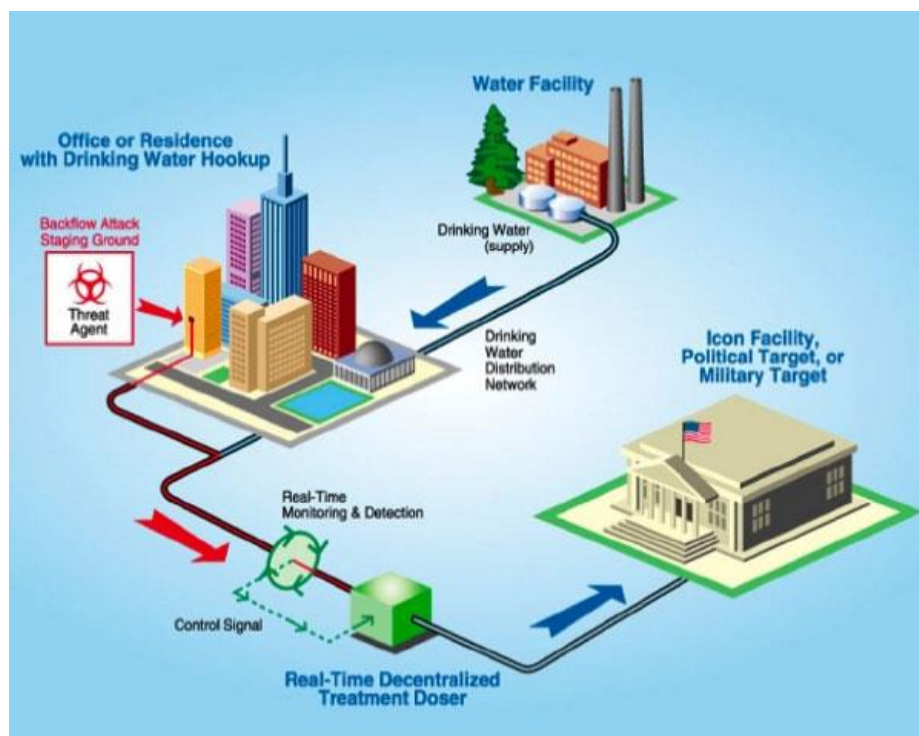 Water Facility
Office or Residence
with Drinking Water Hookup
Backflow Attack
Staging Ground
Threat
Agent
Drinking Water
(supply)
Drinking
Water
Distribution
Network
Icon Facility,
Political Target, or
Military Target
Real-Time
Monitoring & Detection
Control Signal
Real-Time Decentralized
Treatment Doser